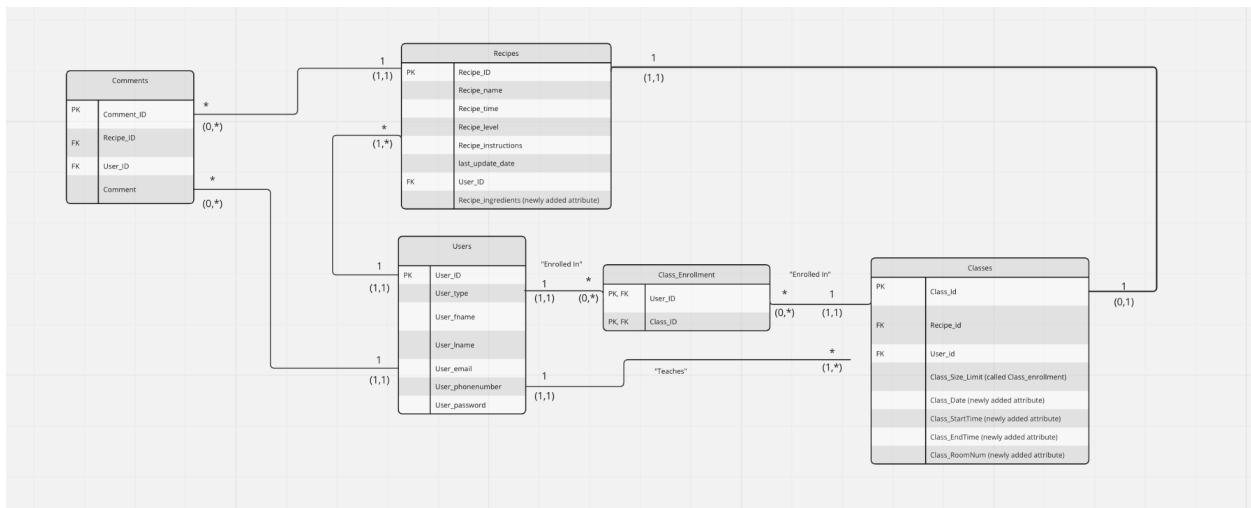 Comments
PK Comment_ID
FK Recipe_ID
FK User_ID
Comment
*
(0,*)
*
(0,*)
1
(1,1)
Recipes
PK Recipe_ID
Recipe_name
Recipe_time
Recipe_level
Recipe_instructions
last_update_date
FK User_ID
Recipe_ingredients (newly added attribute)
1
(1,1)
*
(1,*)
1
(1,1)
1
(1,1)
Users
PK User_ID
User_type
User_fname
User_lname
User_email
User_phonenumber
User_password
"Enrolled In"
1
(1,1)
*
(0,*)
Class_Enrollment
PK, FK User_ID
PK, FK Class_ID
"Enrolled In"
*
(0,*)
1
(1,1)
1
(1,1)
"Teaches"
*
(1,*)
Classes
PK Class_Id
FK Recipe_id
FK User_id
Class_Size_Limit (called Class_enrollment)
Class_Date (newly added attribute)
Class_StartTime (newly added attribute)
Class_EndTime (newly added attribute)
Class_RoomNum (newly added attribute)
1
(0,1)